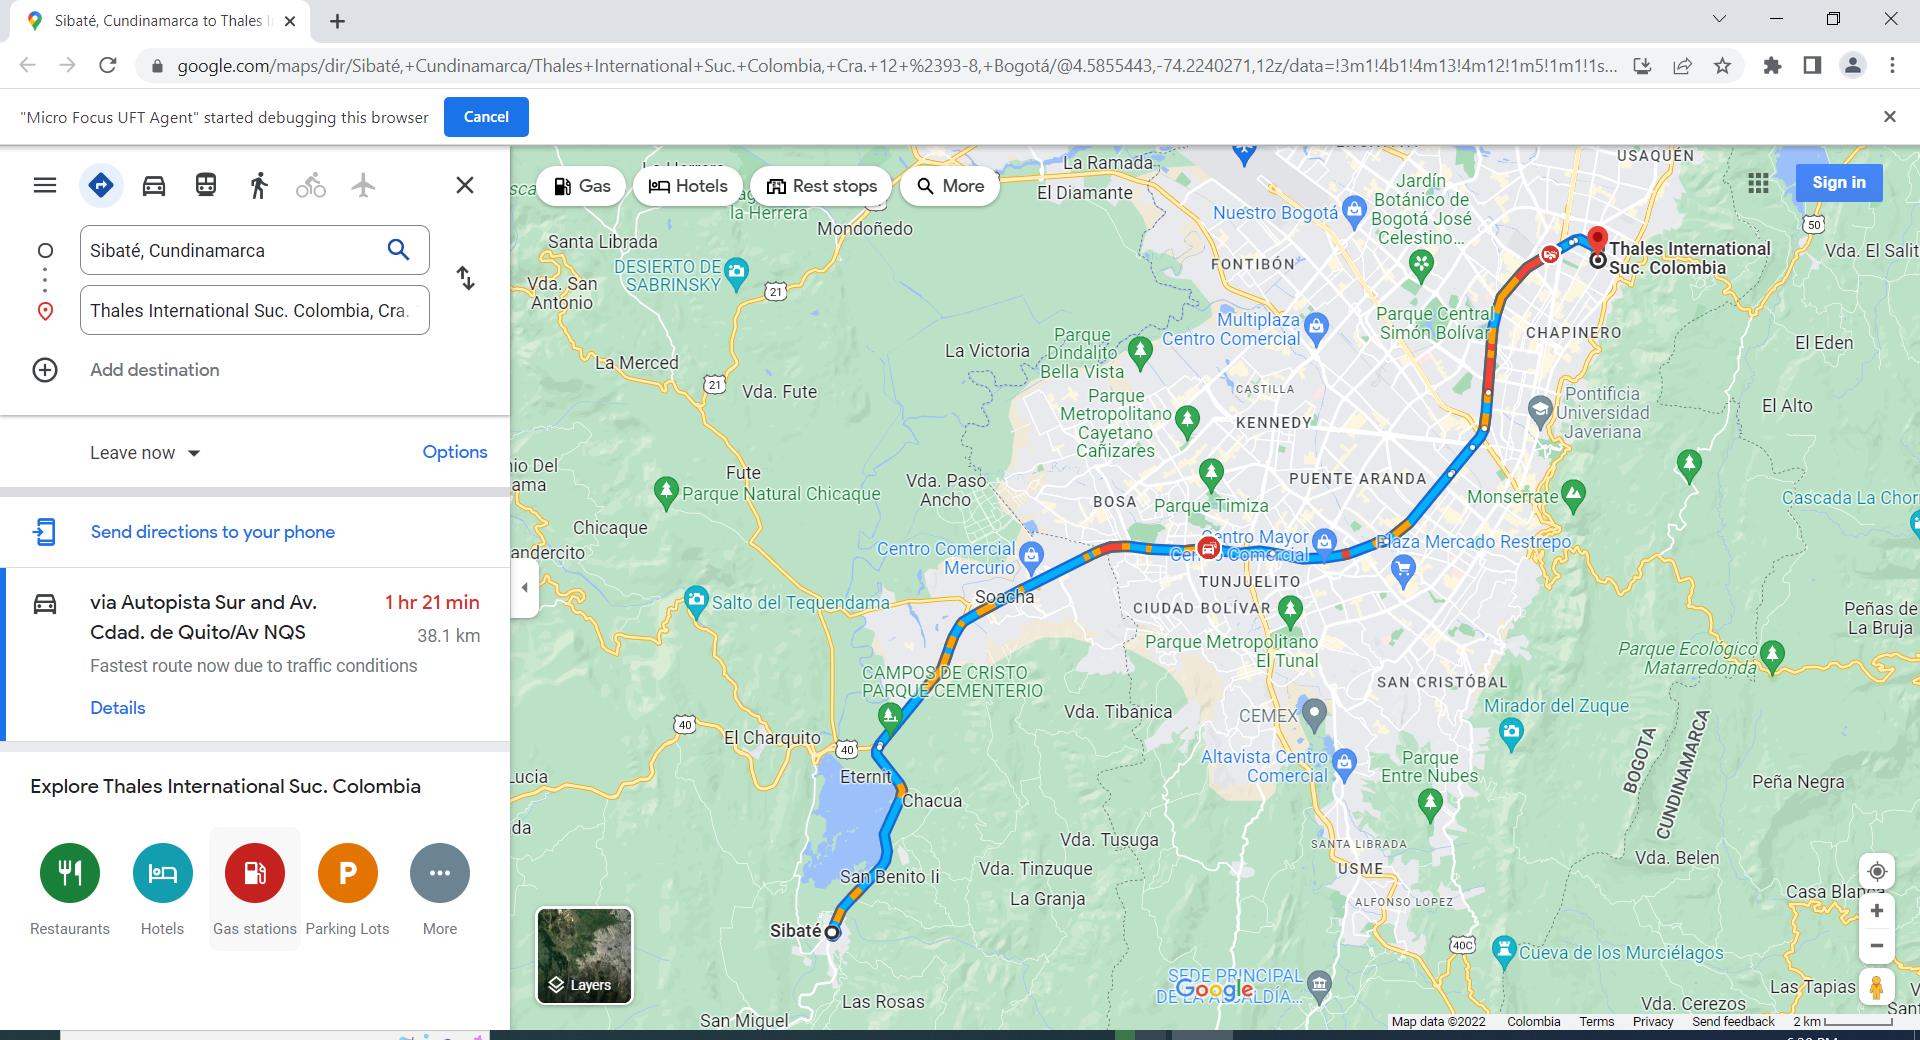 Sibaté, Cundinamarca to Thales
google.com/maps/dir/Sibaté,+Cundinamarca/Thales+International+Suc.+Colombia,+Cra.+12+%2393-8,+Bogotá/@4.5855443,-74.2240271,12z/data=!3m1!4b1!4m13!4m12!1m5!1m1!1s...
"Micro Focus UFT Agent" started debugging this browser
Cancel
Sibaté, Cundinamarca
Thales International Suc. Colombia, Cra.
Add destination
Leave now
Options
Send directions to your phone
via Autopista Sur and Av.
Cdad. de Quito/Av NQS
1 hr 21 min
38.1 km
Fastest route now due to traffic conditions
Details
Explore Thales International Suc. Colombia
Restaurants
Hotels
Gas stations
P
Parking Lots
More
Gas
Hotels
Rest stops
More
Sign in
La Ramada
El Diamante
USAQUÉN
la Herrera
Mondoñedo
Santa Librada
DESIERTO DE
SABRINSKY
Vda. San
Antonio
21
Nuestro Bogotá
Jardín
Botánico de
Bogotá José
Celestino...
FONTIBÓN
50
Vda. El Salit
Thales International
Suc. Colombia
Multiplaza
Centro Comercial
Parque Central
Simón Bolívar
CHAPINERO
El Eden
Parque
Dindalito
Bella Vista
La Victoria
La Merced
21
Vda. Fute
CASTILLA
Parque
Metropolitano
Cayetano
Cañizares
KENNEDY
Pontificia
Universidad
Javeriana
El Alto
Fute
Parque Natural Chicaque
Chicaque
andercito
Vda. Paso
Ancho
BOSA
Parque Timiza
PUENTE ARANDA
Monserrate
Cascada La Chor
Centro Comercial
Mercurio
Centro Mayor
Centro Comercial
Plaza Mercado Restrepo
TUNJUELITO
Soacha
Salto del Tequendama
CIUDAD BOLÍVAR
Parque Metropolitano
El Tunal
Peñas de
La Bruja
Parque Ecológico
Matarredonda
CAMPOS DE CRISTO
PARQUE CEMENTERIO
SAN CRISTÓBAL
Vda. Tibanica
CEMEX
Mirador del Zuque
40
El Charquito
40
Eternit
Chacua
Altavista Centro
Comercial
Parque
Entre Nubes
BOGOTA
CUNDINAMARCA
Peña Negra
Lucia
da
Vda. Tusuga
SANTA LIBRADA
Vda. Belen
San Benito Ii
Vda. Tinzuque
USME
La Granja
ALFONSO LOPEZ
Casa Blanca
Sibaté
40C
Cueva de los Murciélagos
SEDE PRINCIPAL
DE LA ALCALDÍA...
Google
Las Tapias
Layers
Las Rosas
San Miguel
Vda. Cerezos
Map data ©2022
Colombia
Terms
Privacy
Send feedback
2 km